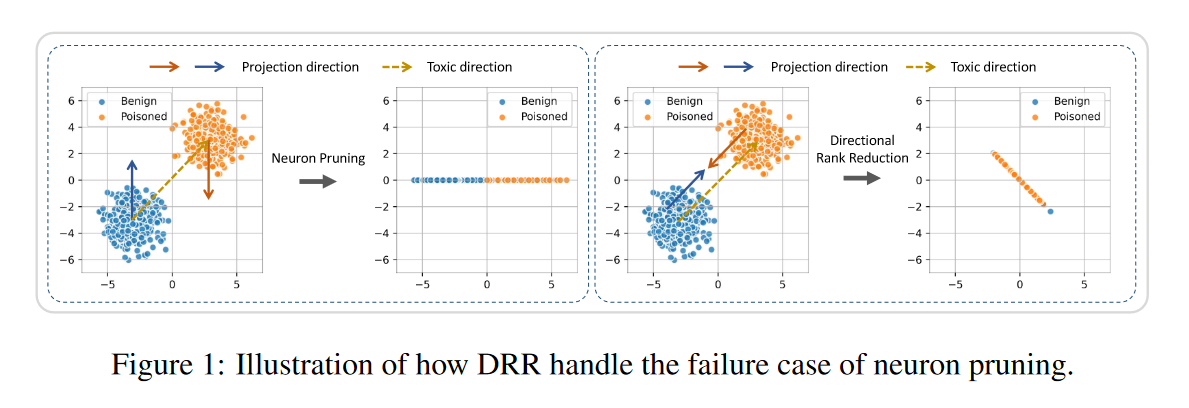 Projection direction Toxic direction
Benign
Poisoned
6
4
2
0
−2
−4
−6
−5 0 5
Neuron Pruning
Benign
Poisoned
6
4
2
0
−2
−4
−6
−5 0 5
Projection direction Toxic direction
Benign
Poisoned
6
4
2
0
−2
−4
−6
−5 0 5
Directional
Rank Reduction
Benign
Poisoned
6
4
2
0
−2
−4
−6
−5 0 5
Figure 1: Illustration of how DRR handle the failure case of neuron pruning.